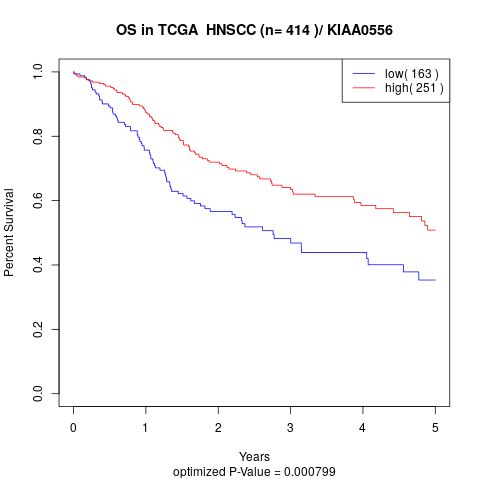 OS in TCGA  HNSCC (n= 414 )/ KIAA0556
low( 163 )
high( 251 )
Percent Survival
1.0
0.8
0.6
0.4
0.2
0.0
0 1 2 3 4 5
Years
optimized P-Value = 0.000799